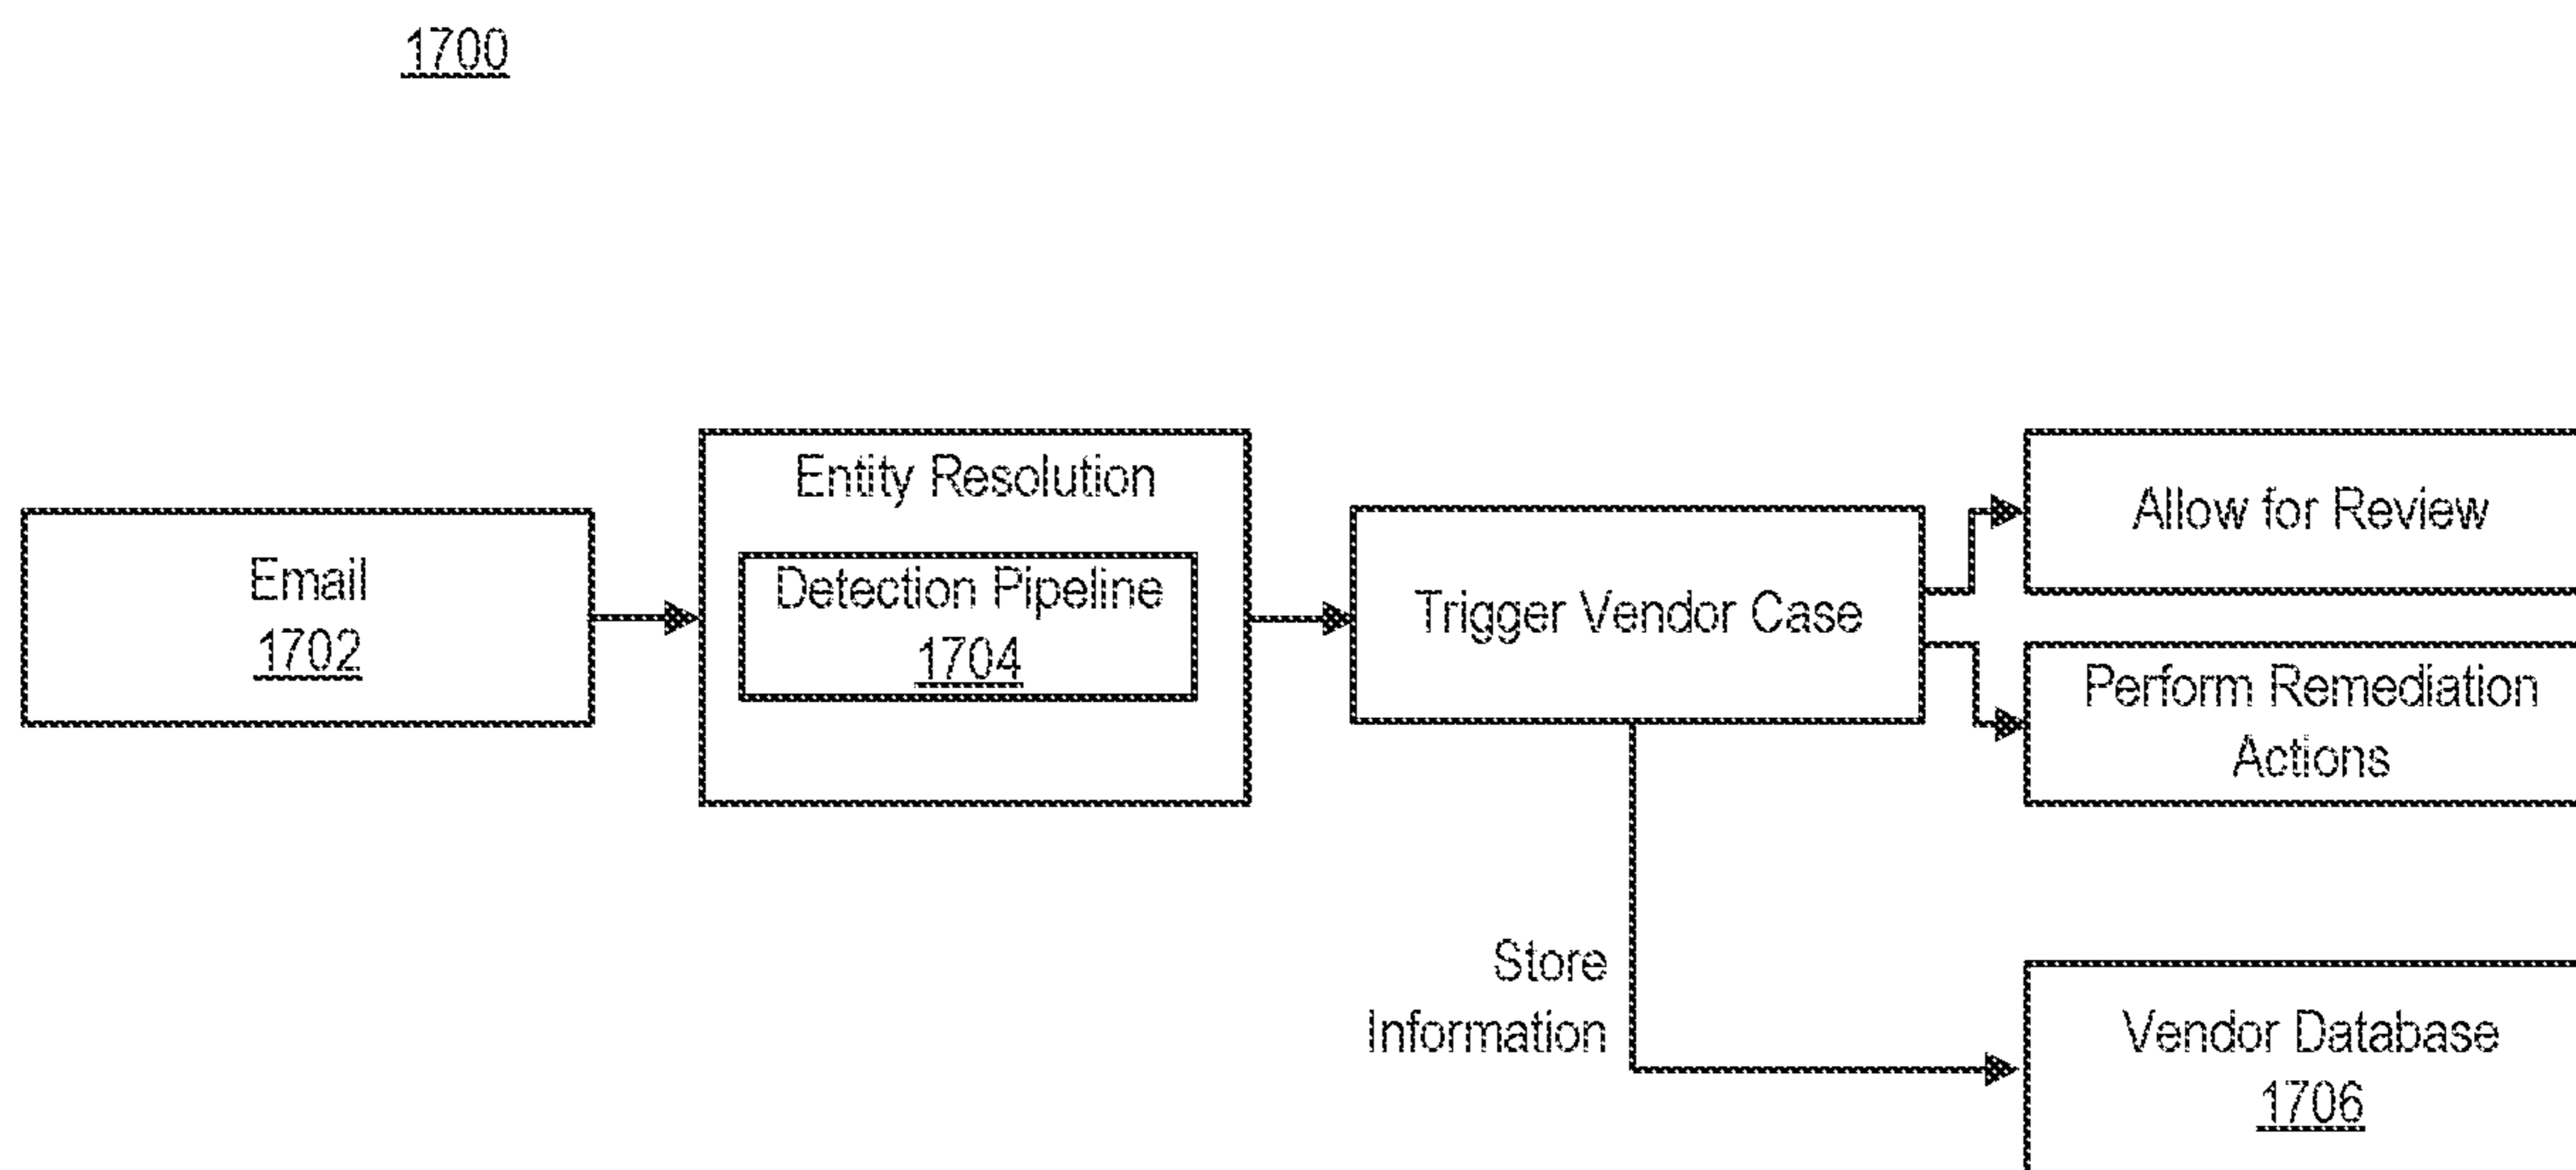 1700
Email
1702
Entity Resolution
Detection Pipeline
1704
Trigger Vendor Case
Allow for Review
Perform Remediation
Actions
Store
Information
Vendor Database
1706